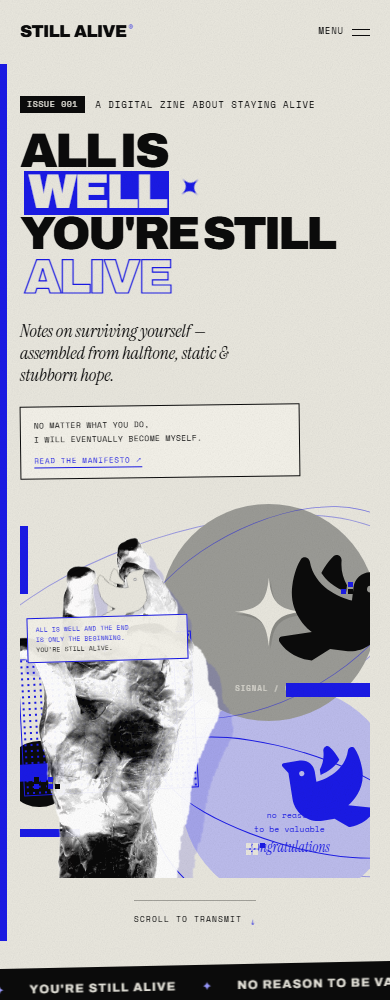 STILL ALIVE
MENU
ISSUE 001
A DIGITAL ZINE ABOUT STAYING ALIVE
ALL IS
WELL
YOU'RE STILL
ALIVE
Notes on surviving yourself —
assembled from halftone, static &
stubborn hope.
NO MATTER WHAT YOU DO,
I WILL EVENTUALLY BECOME MYSELF.
READ THE MANIFESTO ↗
ALL IS WELL AND THE END
IS ONLY THE BEGINNING.
YOU'RE STILL ALIVE.
SIGNAL /
no reas
to be valuable
ngratulations
SCROLL TO TRANSMIT ↓
YOU'RE STILL ALIVE ✦ NO REASON TO BE VA